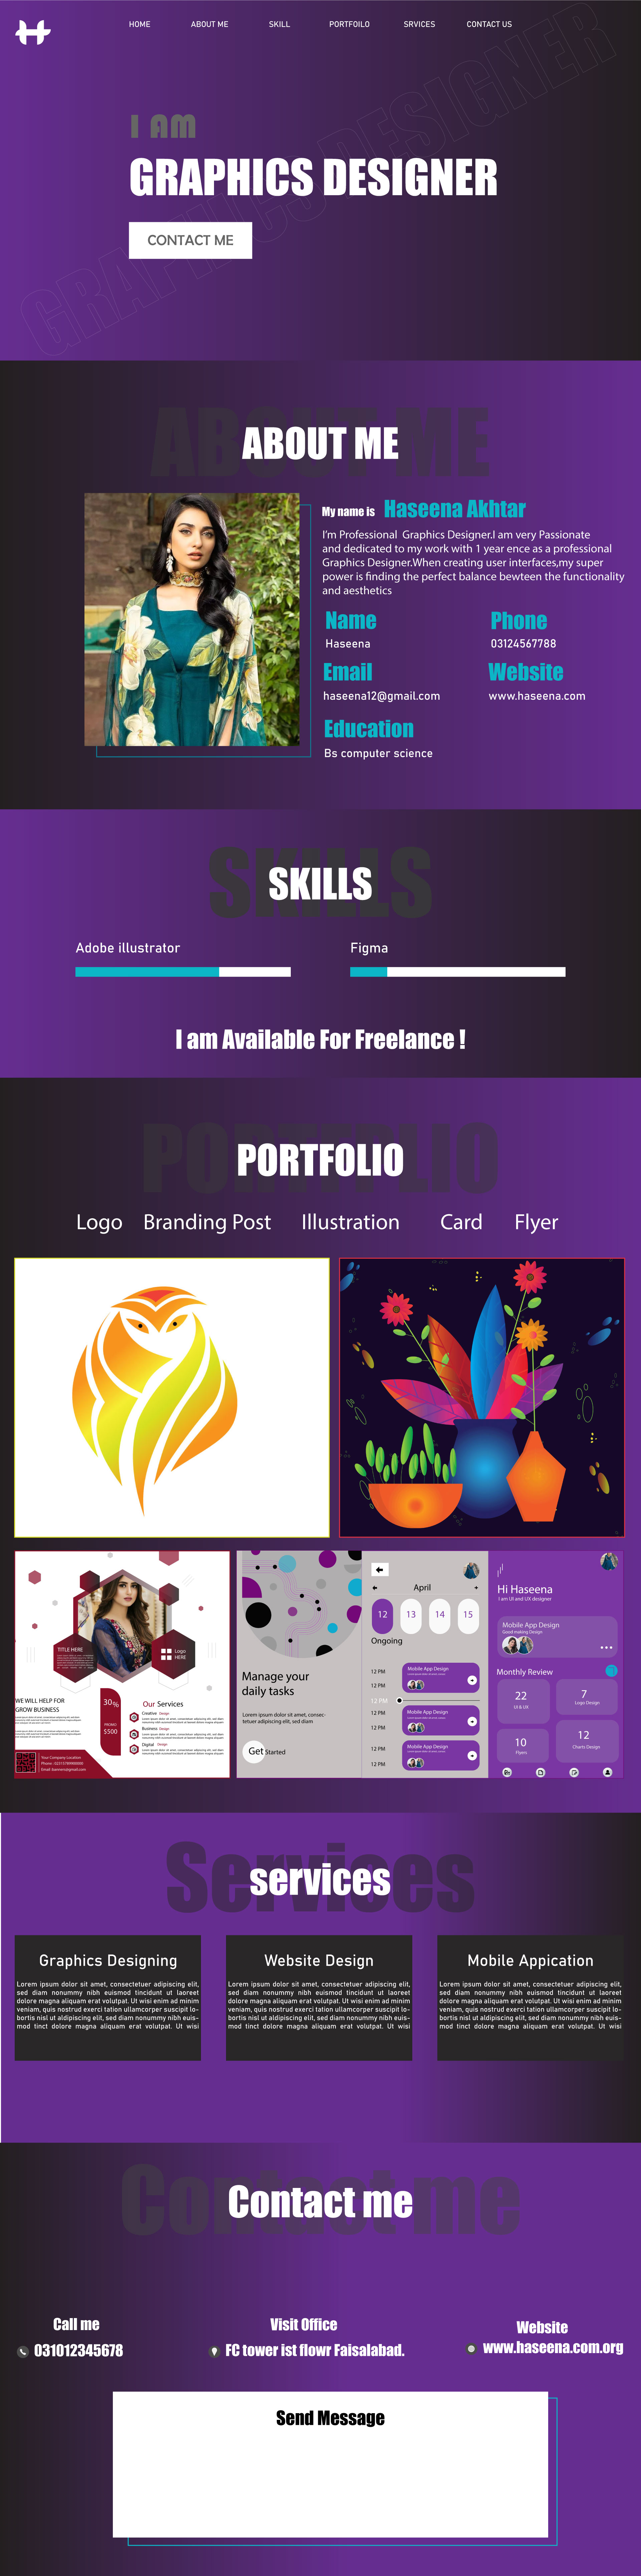 HOME ABOUT ME SKILL PORTFOILO SRVICES CONTACT US
GRAPHICS DESIGNER
I AM
GRAPHICS DESIGNER
CONTACT ME
ABOUT ME
ABOUT ME
My name is Haseena Akhtar
I'm Professional Graphics Designer.I am very Passionate
and dedicated to my work with 1 year ence as a professional
Graphics Designer.When creating user interfaces,my super
power is finding the perfect balance bewteen the functionality
and aesthetics
Name Phone
Haseena 03124567788
Email Website
haseena12@gmail.com www.haseena.com
Education
Bs computer science
SKILLS
SKILLS
Adobe illustrator Figma
I am Available For Freelance !
PORTFOLIO
PORTFOLIO
Logo Branding Post Illustration Card Flyer
TITLE HERE
Logo
HERE
WE WILL HELP FOR
GROW BUSINESS
30%
PROMO
$500
Our Services
Creative Design
Business Design
Digital Design
Your Company Location
Manage your
daily tasks
Lorem ipsum dolor sit amet, consec-
tetuer adipiscing elit, sed diam
Get Started
April
12 13 14 15
Ongoing
12 PM
12 PM
12 PM
12 PM
12 PM
12 PM
12 PM
Mobile App Design
Mobile App Design
Mobile App Design
Hi Haseena
I am UI and UX designer
Mobile App Design
Good making Design
Monthly Review
22
UI & UX
7
Logo Design
10
Flyers
12
Charts Design
Services
services
Graphics Designing
Lorem ipsum dolor sit amet, consectetuer adipiscing elit,
sed diam nonummy nibh euismod tincidunt ut laoreet
dolore magna aliquam erat volutpat. Ut wisi enim ad minim
veniam, quis nostrud exerci tation ullamcorper suscipit lo-
bortis nisl ut aldipiscing elit, sed diam nonummy nibh euis-
mod tinct dolore magna aliquam erat volutpat. Ut wisi
Website Design
Lorem ipsum dolor sit amet, consectetuer adipiscing elit,
sed diam nonummy nibh euismod tincidunt ut laoreet
dolore magna aliquam erat volutpat. Ut wisi enim ad minim
veniam, quis nostrud exerci tation ullamcorper suscipit lo-
bortis nisl ut aldipiscing elit, sed diam nonummy nibh euis-
mod tinct dolore magna aliquam erat volutpat. Ut wisi
Mobile Appication
Lorem ipsum dolor sit amet, consectetuer adipiscing elit,
sed diam nonummy nibh euismod tincidunt ut laoreet
dolore magna aliquam erat volutpat. Ut wisi enim ad minim
veniam, quis nostrud exerci tation ullamcorper suscipit lo-
bortis nisl ut aldipiscing elit, sed diam nonummy nibh euis-
mod tinct dolore magna aliquam erat volutpat. Ut wisi
Contact me
Contact me
Call me
031012345678
Visit Office
FC tower ist flowr Faisalabad.
Website
www.haseena.com.org
Send Message